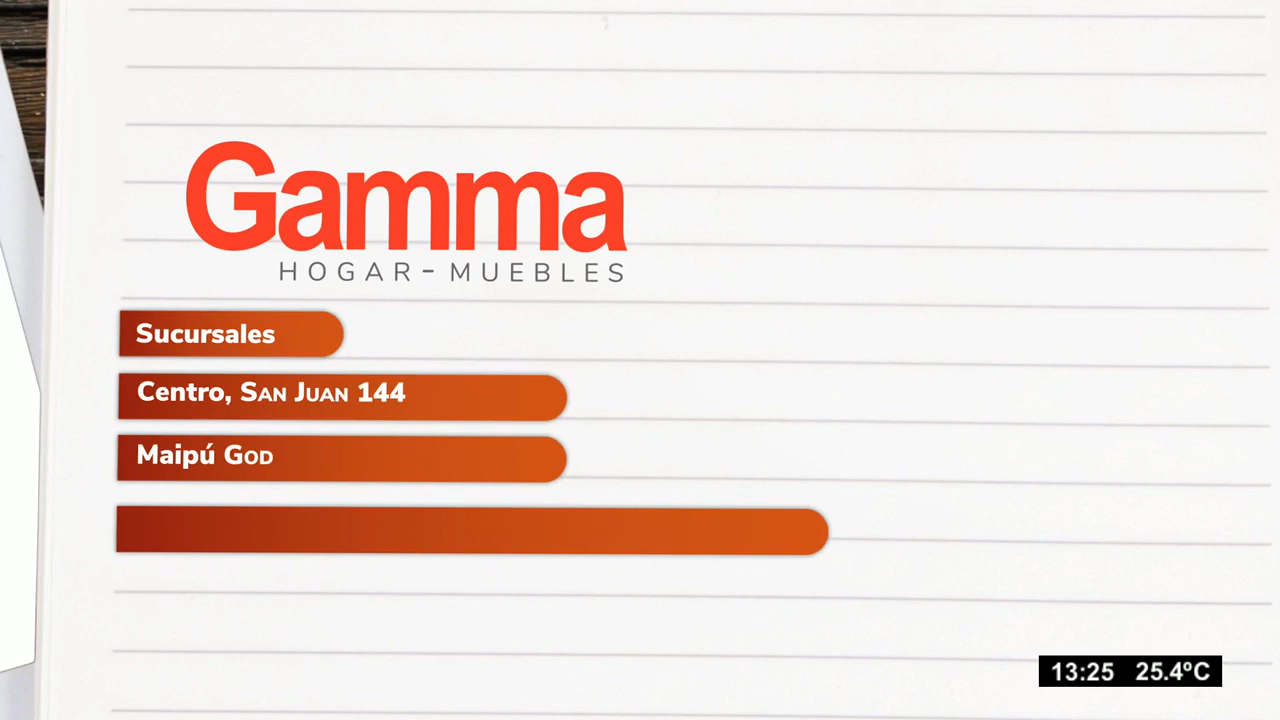 Gamma
HOGAR-MUEBLES
Sucursales
Centro, SAN JUAN 144
Maipú GOD
13:25 25.4ºC